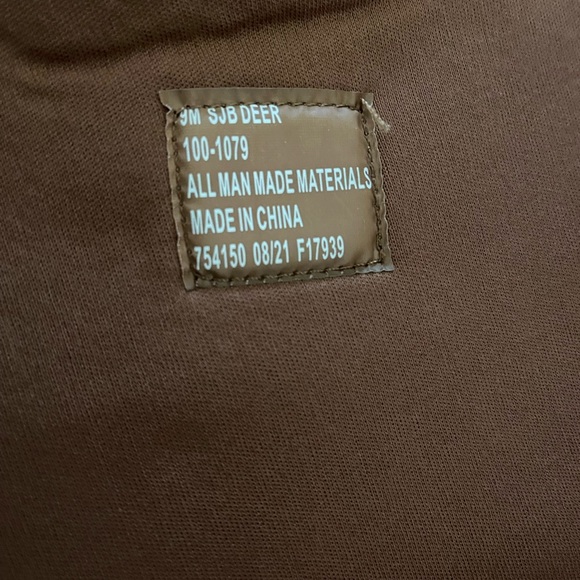 9M SJB DEER
100-1079
ALL MAN MADE MATERIALS
MADE IN CHINA
754150 08/21 F17939